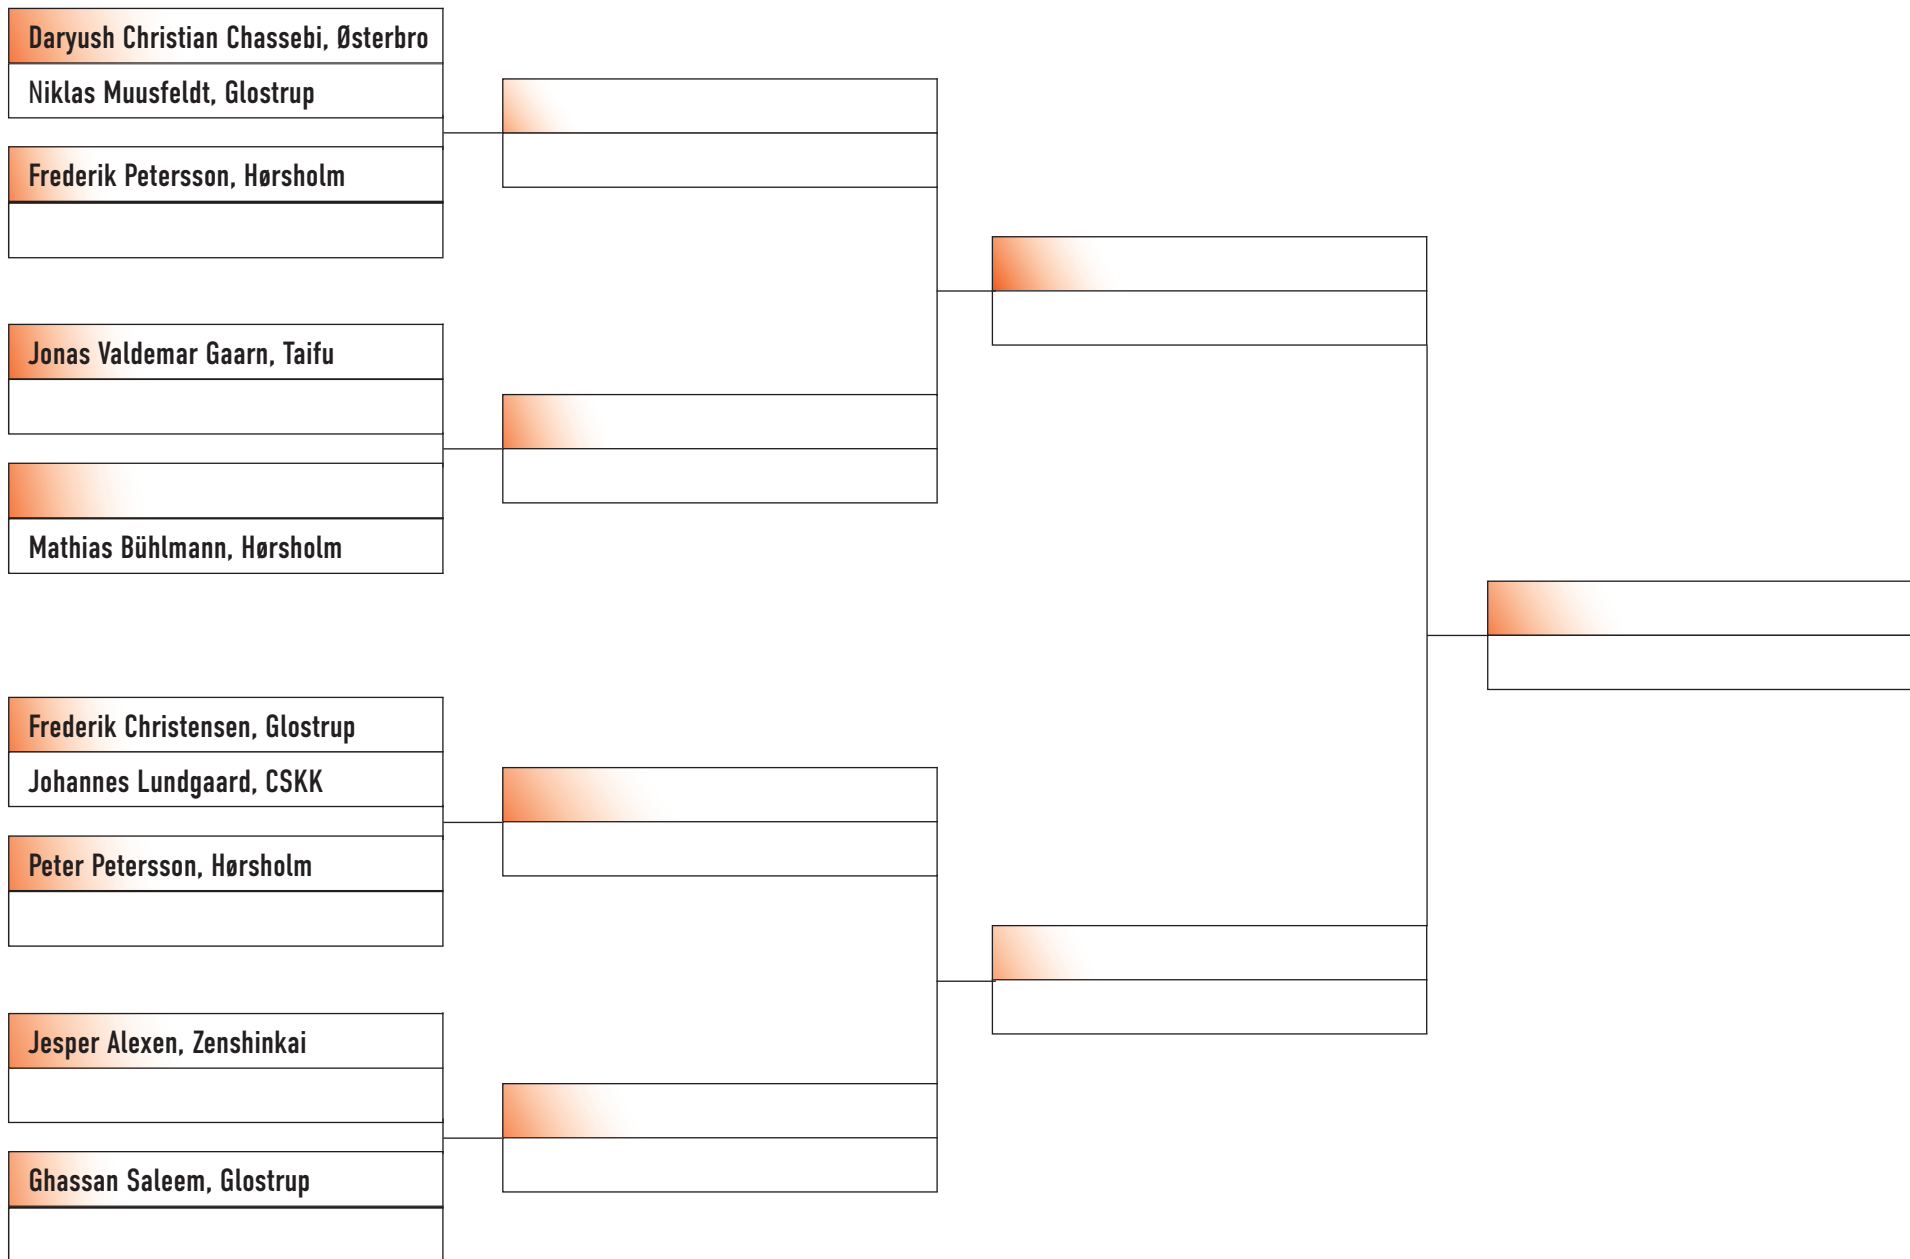 Daryush Christian Chassebi, Østerbro
Niklas Muusfeldt, Glostrup
Frederik Petersson, Hørsholm
Jonas Valdemar Gaarn, Taifu
Mathias Bühlmann, Hørsholm
Frederik Christensen, Glostrup
Johannes Lundgaard, CSKK
Peter Petersson, Hørsholm
Jesper Alexen, Zenshinkai
Ghassan Saleem, Glostrup